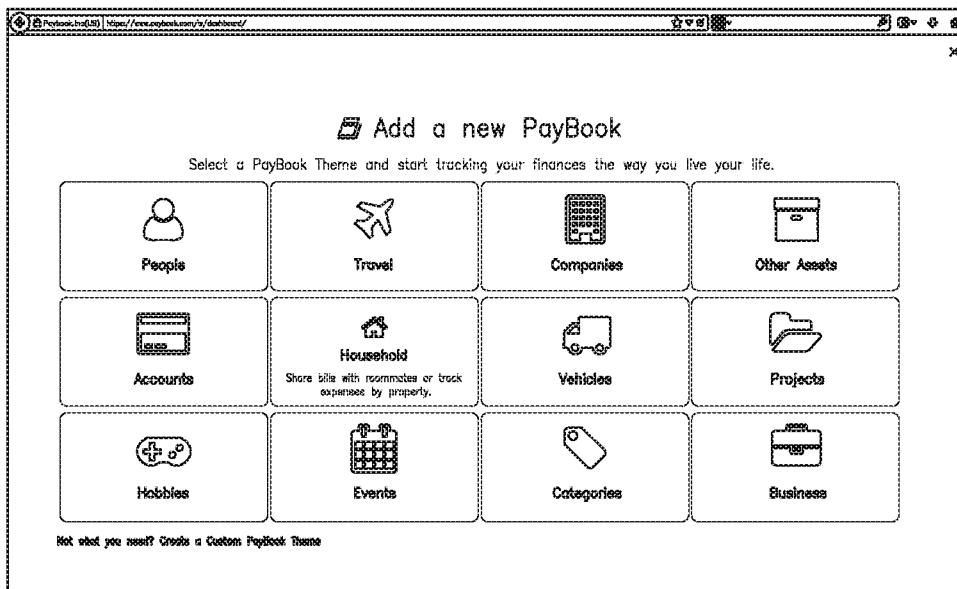 Paybook, Inc(US) https://www.paybook.com/s/dashboard/
Add a new PayBook
Select a PayBook Theme and start tracking your finances the way you live your life.
People Travel Companies Other Assets
Accounts Household Vehicles Projects
Share bills with roommates or track
expenses by property.
Hobbies Events Categories Business
Not what you need? Create a Custom PayBook Theme